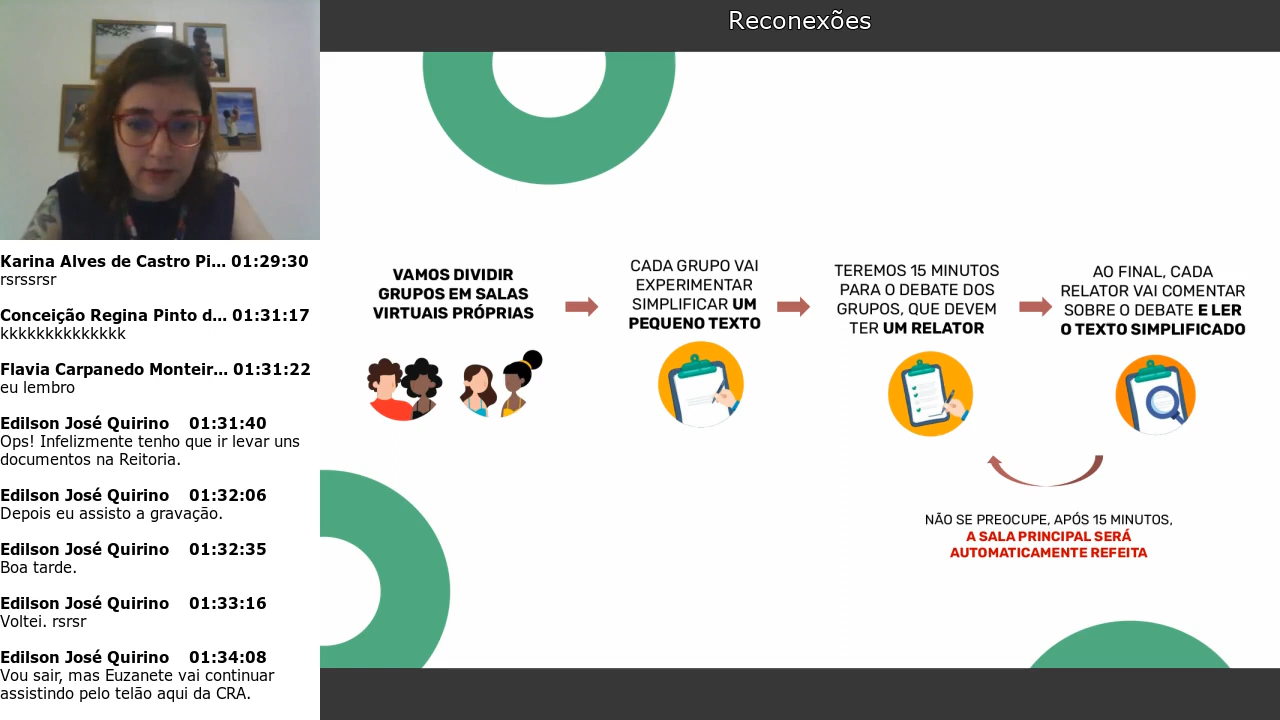 Reconexões
Karina Alves de Castro Pi... 01:29:30
rsrssrsr
Conceição Regina Pinto d... 01:31:17
kkkkkkkkkkkkkk
Flavia Carpanedo Monteir... 01:31:22
eu lembro
Edilson José Quirino 01:31:40
Ops! Infelizmente tenho que ir levar uns
documentos na Reitoria.
Edilson José Quirino 01:32:06
Depois eu assisto a gravação.
Edilson José Quirino 01:32:35
Boa tarde.
Edilson José Quirino 01:33:16
Voltei. rsrsr
Edilson José Quirino 01:34:08
Vou sair, mas Euzanete vai continuar
assistindo pelo telão aqui da CRA.
VAMOS DIVIDIR
GRUPOS EM SALAS
VIRTUAIS PRÓPRIAS
CADA GRUPO VAI
EXPERIMENTAR
SIMPLIFICAR UM
PEQUENO TEXTO
TEREMOS 15 MINUTOS
PARA O DEBATE DOS
GRUPOS, QUE DEVEM
TER UM RELATOR
AO FINAL, CADA
RELATOR VAI COMENTAR
SOBRE O DEBATE E LER
O TEXTO SIMPLIFICADO
NÃO SE PREOCUPE, APÓS 15 MINUTOS,
A SALA PRINCIPAL SERÁ
AUTOMATICAMENTE REFEITA